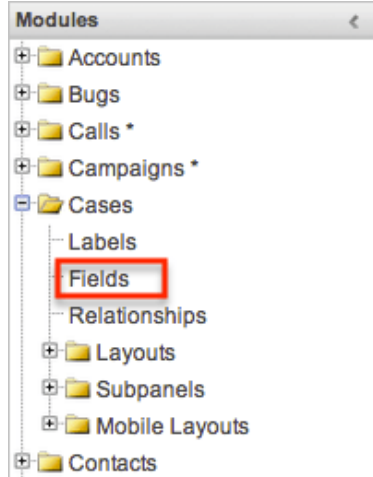 Modules
Accounts
Bugs
Calls *
Campaigns *
Cases
Labels
Fields
Relationships
Layouts
Subpanels
Mobile Layouts
Contacts